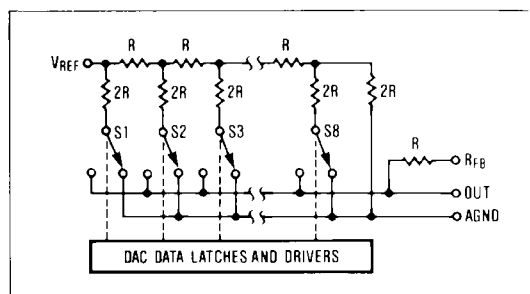 R R R
VREF
2R 2R 2R 2R 2R
S1 S2 S3 S8
R
RFB
OUT
AGND
DAC DATA LATCHES AND DRIVERS